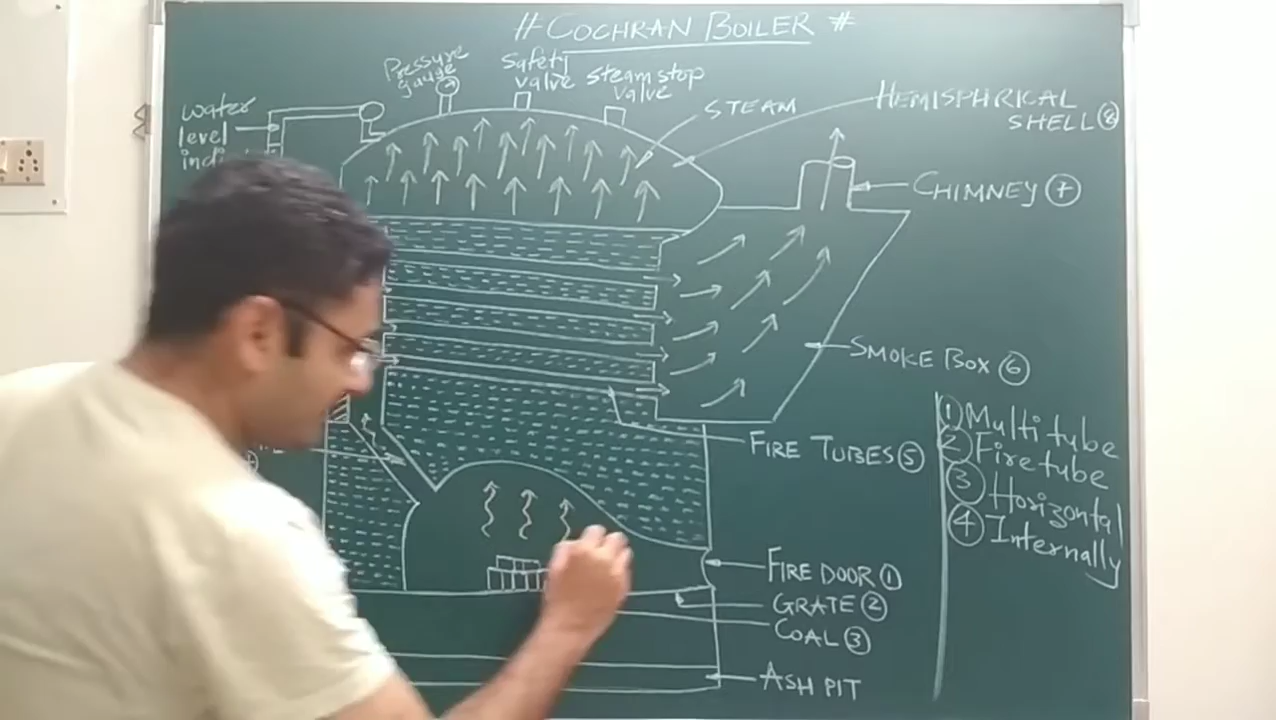 # COCHRAN BOILER #
Pressure
gauge
Safety
valve
steam stop
valve
water
level
STEAM
HEMISPHRICAL
SHELL ⑧
CHIMNEY ⑦
SMOKE BOX ⑥
FIRE TUBES ⑤
① Multi tube
② Fire tube
③ Horizontal
④ Internally
FIRE DOOR ①
GRATE ②
COAL ③
ASH PIT